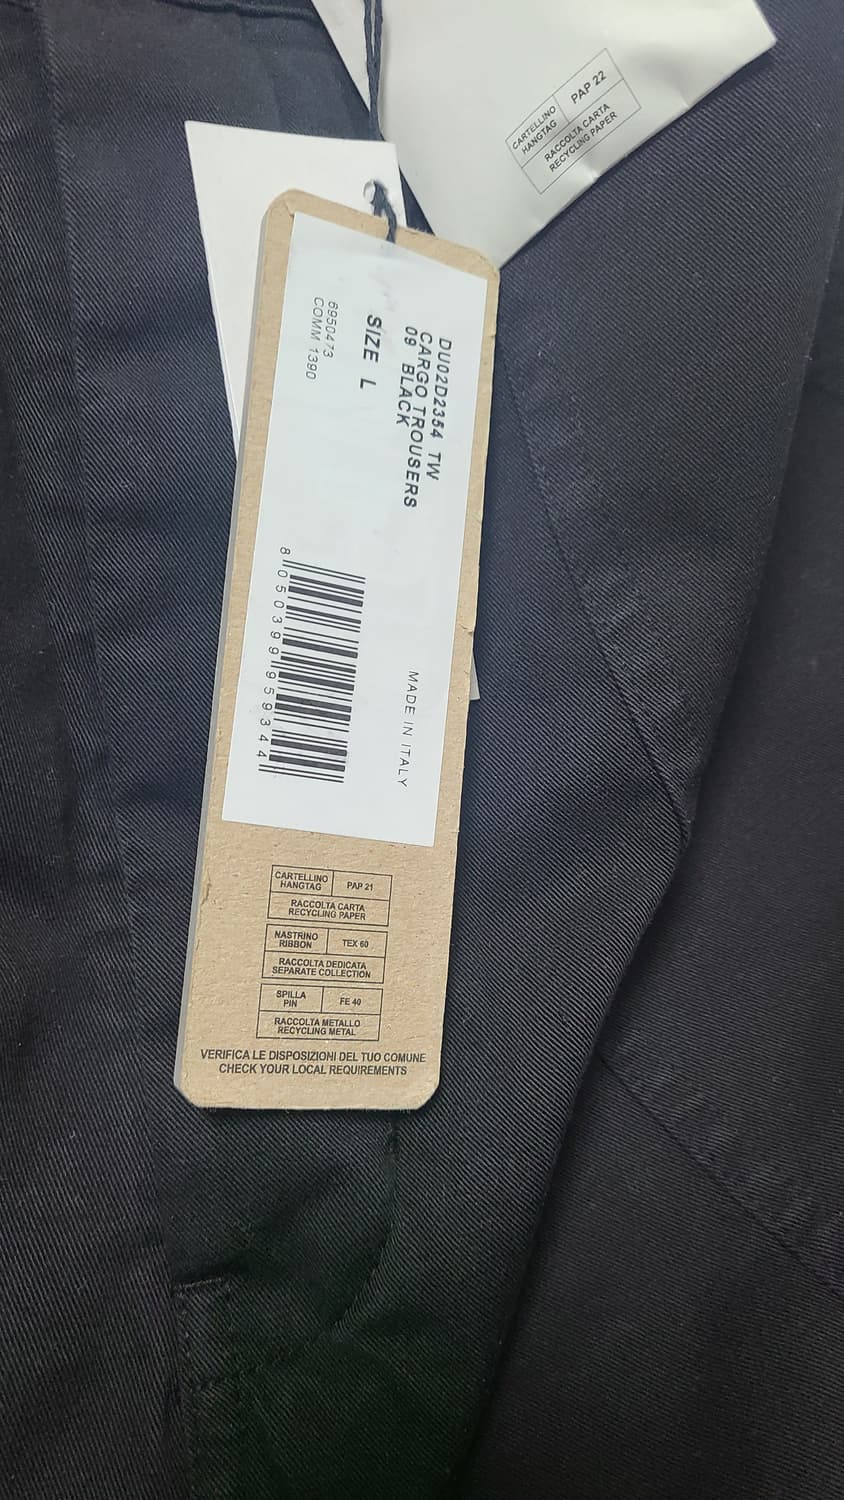 CARTELLINO
HANGTAG
PAP 22
RACCOLTA CARTA
RECYCLING PAPER
DU02D2354 TW
CARGO TROUSERS
09 BLACK
SIZE L
6950473
COMM 1390
MADE IN ITALY
8 050399 959344
CARTELLINO
HANGTAG
PAP 21
RACCOLTA CARTA
RECYCLING PAPER
NASTRINO
RIBBON
TEX 60
RACCOLTA DEDICATA
SEPARATE COLLECTION
SPILLA
PIN
FE 40
RACCOLTA METALLO
RECYCLING METAL
VERIFICA LE DISPOSIZIONI DEL TUO COMUNE
CHECK YOUR LOCAL REQUIREMENTS